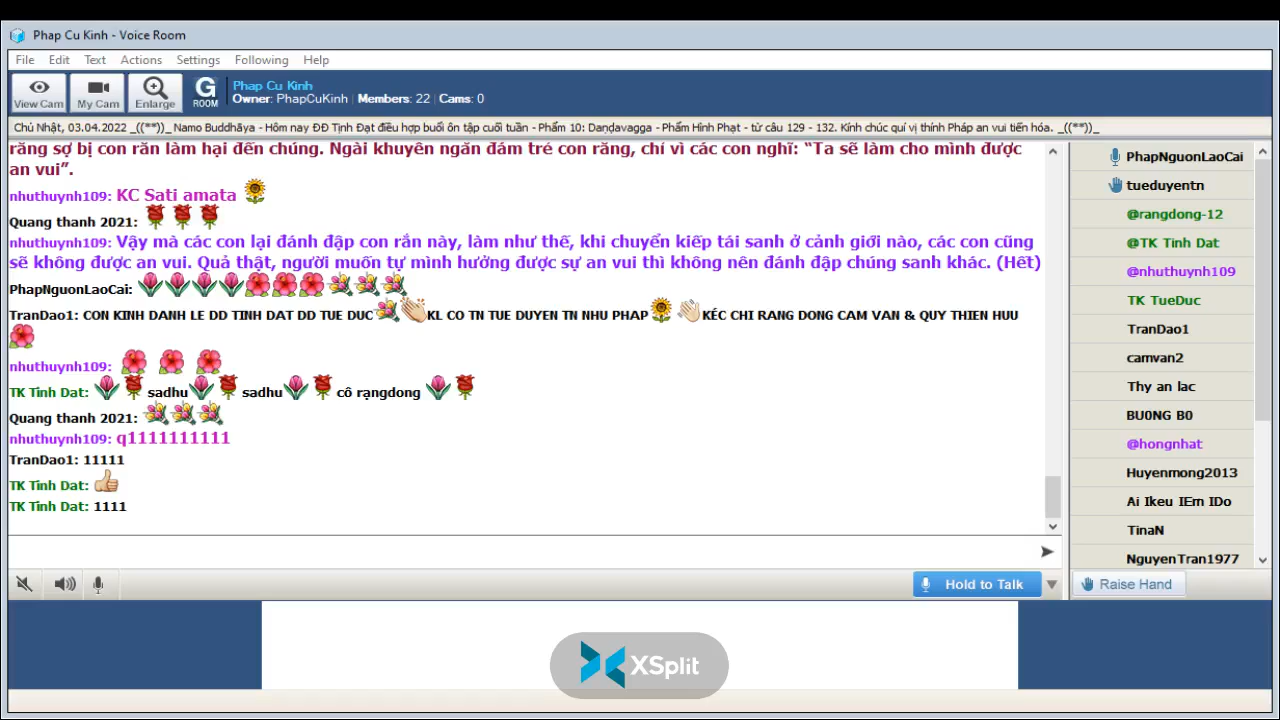 Phap Cu Kinh - Voice Room
File Edit Text Actions Settings Following Help
View Cam My Cam Enlarge G ROOM
Phap Cu Kinh
Owner: PhapCuKinh | Members: 22 | Cams: 0
Chủ Nhật, 03.04.2022 _((**))_ Namo Buddhāya - Hôm nay ĐĐ Tịnh Đạt điều hợp buổi ôn tập cuối tuần - Phẩm 10: Daṇḍavagga - Phẩm Hình Phạt - từ câu 129 - 132. Kính chúc quí vị thính Pháp an vui tiến hóa. _((**))_
rằng sợ bị con rắn làm hại đến chúng. Ngài khuyên ngăn đám trẻ con rằng, chỉ vì các con nghĩ: “Ta sẽ làm cho mình được
an vui”.
nhuthuynh109: KC Sati amata
Quang thanh 2021:
nhuthuynh109: Vậy mà các con lại đánh đập con rắn này, làm như thế, khi chuyển kiếp tái sanh ở cảnh giới nào, các con cũng
sẽ không được an vui. Quả thật, người muốn tự mình hưởng được sự an vui thì không nên đánh đập chúng sanh khác. (Hết)
PhapNguonLaoCai:
TranDao1: CON KINH DANH LE DD TINH DAT DD TUE DUC KL CO TN TUE DUYEN TN NHU PHAP KÉC CHI RANG DONG CAM VAN & QUY THIEN HUU
nhuthuynh109:
TK Tinh Dat: sadhu sadhu cô rạngdong
Quang thanh 2021:
nhuthuynh109: q1111111111
TranDao1: 11111
TK Tinh Dat:
TK Tinh Dat: 1111
PhapNguonLaoCai
tueduyentn
@rangdong-12
@TK Tinh Dat
@nhuthuynh109
TK TueDuc
TranDao1
camvan2
Thy an lac
BU0NG B0
@hongnhat
Huyenmong2013
Ai Ikeu IEm IDo
TinaN
NguyenTran1977
Hold to Talk
Raise Hand
XSplit